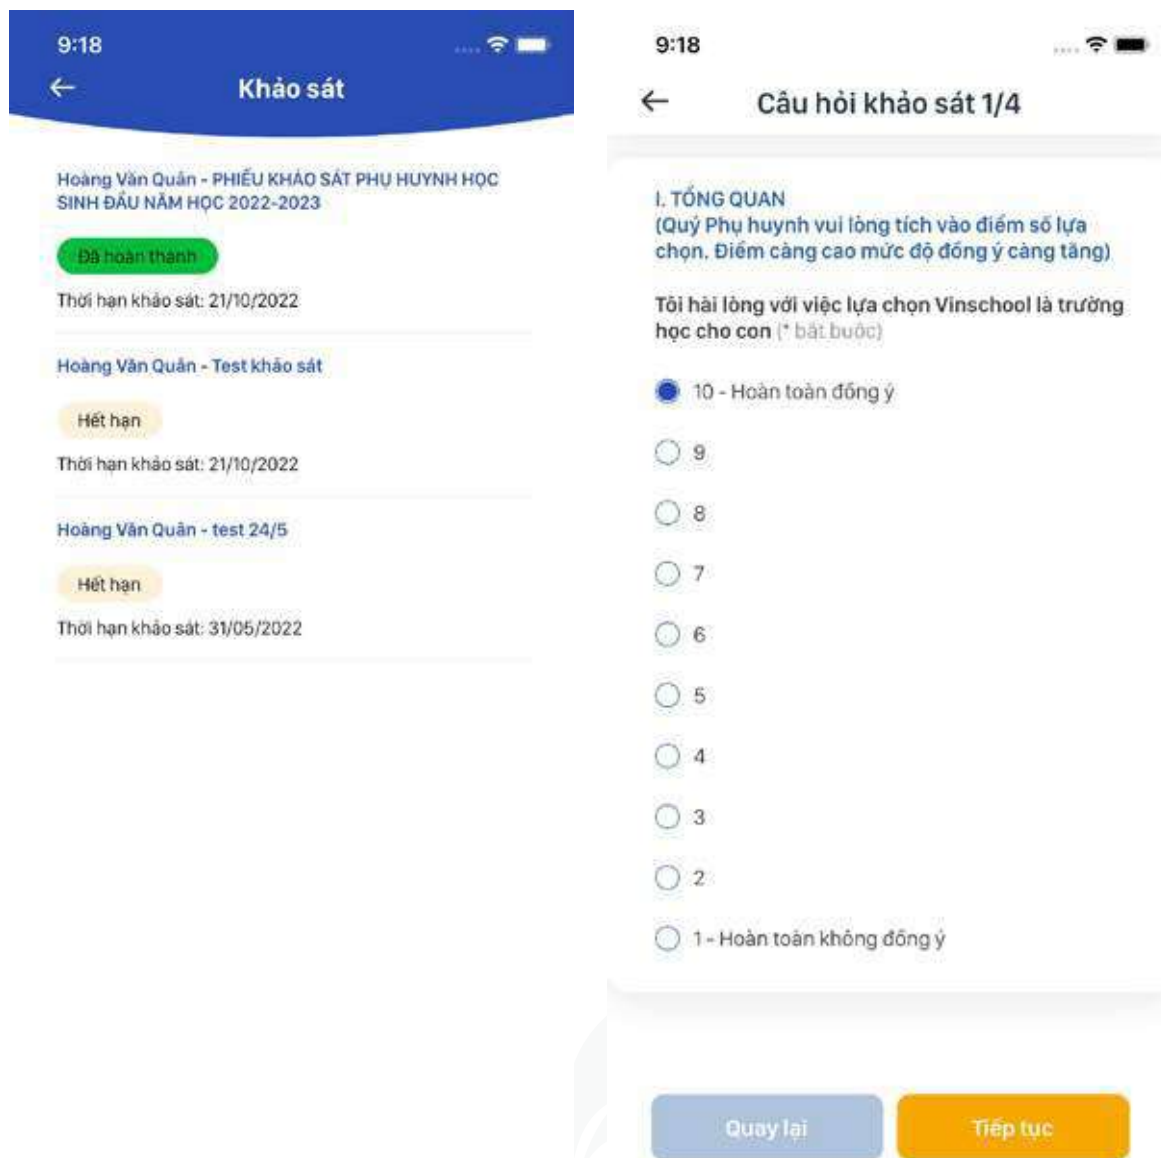 9:18
Khảo sát
Hoàng Văn Quân - PHIẾU KHẢO SÁT PHỤ HUYNH HỌC
SINH ĐẦU NĂM HỌC 2022-2023
Đã hoàn thành
Thời hạn khảo sát: 21/10/2022
Hoàng Văn Quân - Test khảo sát
Hết hạn
Thời hạn khảo sát: 21/10/2022
Hoàng Văn Quân - test 24/5
Hết hạn
Thời hạn khảo sát: 31/05/2022
9:18
Câu hỏi khảo sát 1/4
I. TỔNG QUAN
(Quý Phụ huynh vui lòng tích vào điểm số lựa
chọn. Điểm càng cao mức độ đồng ý càng tăng)
Tôi hài lòng với việc lựa chọn Vinschool là trường
học cho con (* bắt buộc)
10 - Hoàn toàn đồng ý
9
8
7
6
5
4
3
2
1 - Hoàn toàn không đồng ý
Quay lại
Tiếp tục